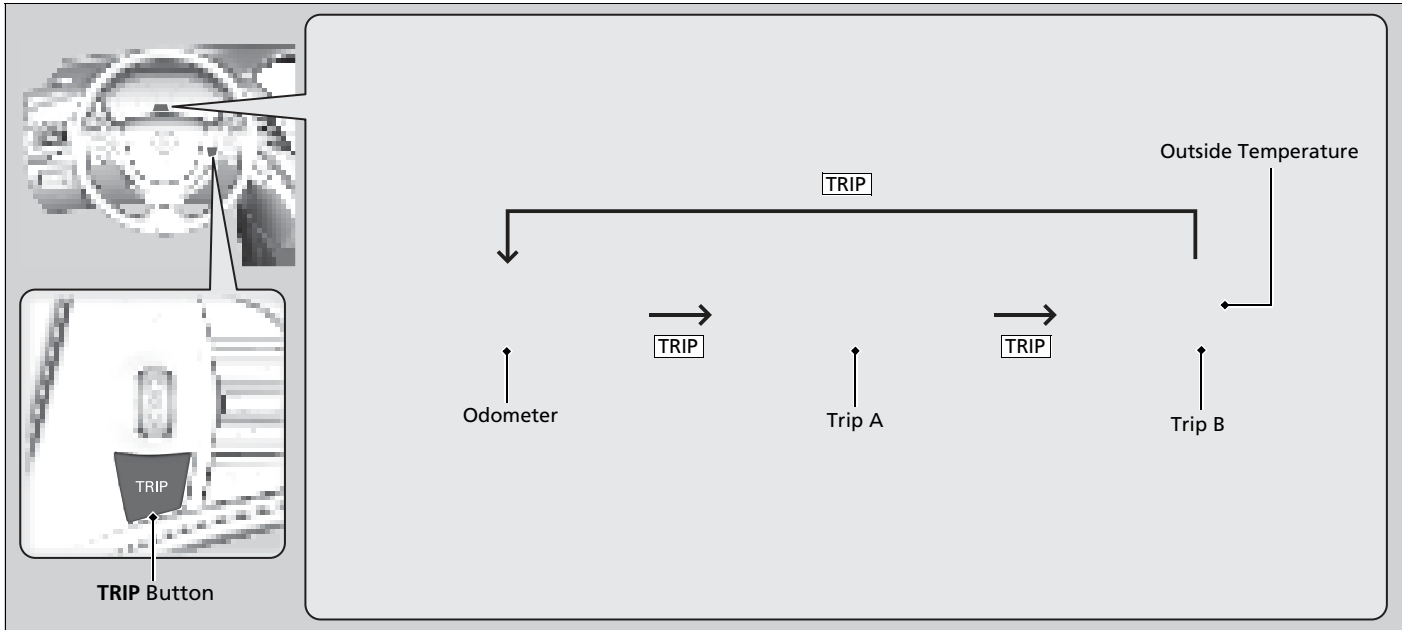 Outside Temperature
TRIP
TRIP
TRIP
Odometer
Trip A
Trip B
TRIP
TRIP Button